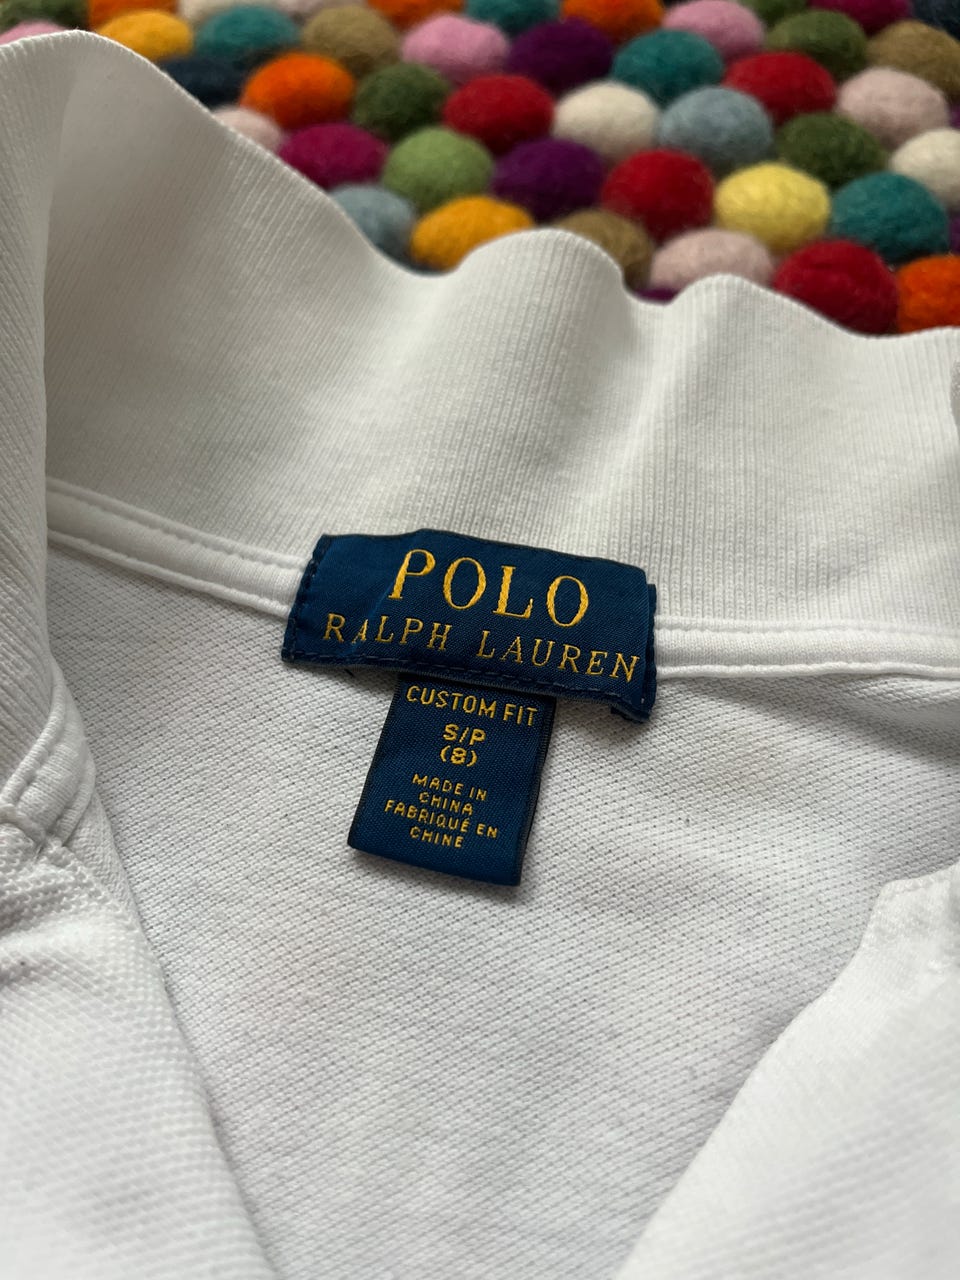 POLO
RALPH LAUREN
CUSTOM FIT
S/P
(8)
MADE IN
CHINA
FABRIQUÉ EN
CHINE